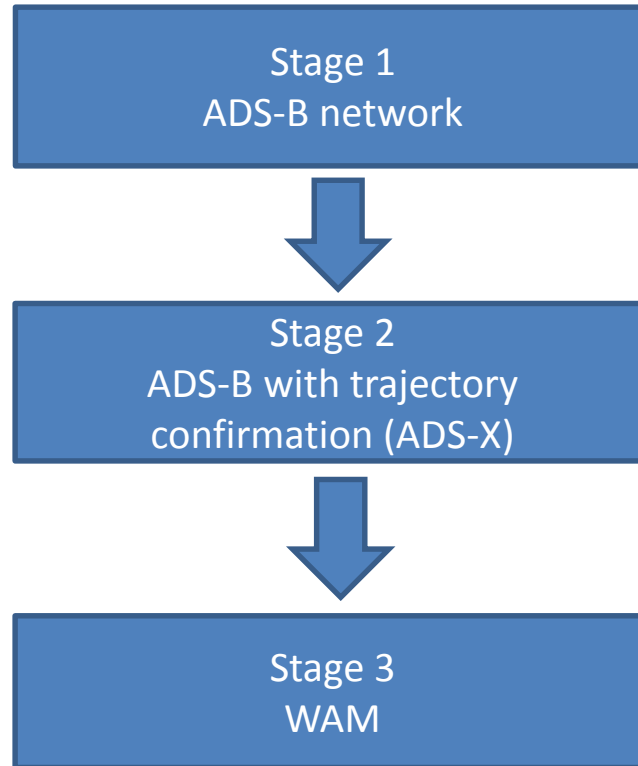 Stage 1
ADS-B network
Stage 2
ADS-B with trajectory
confirmation (ADS-X)
Stage 3
WAM